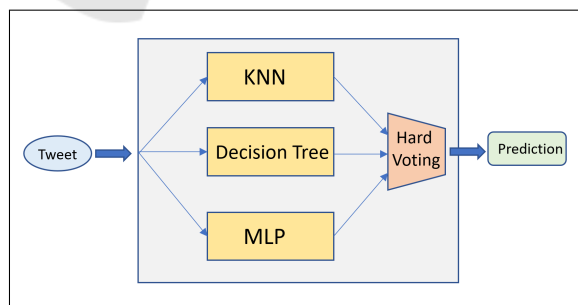 Tweet
KNN
Decision Tree
MLP
Hard
Voting
Prediction